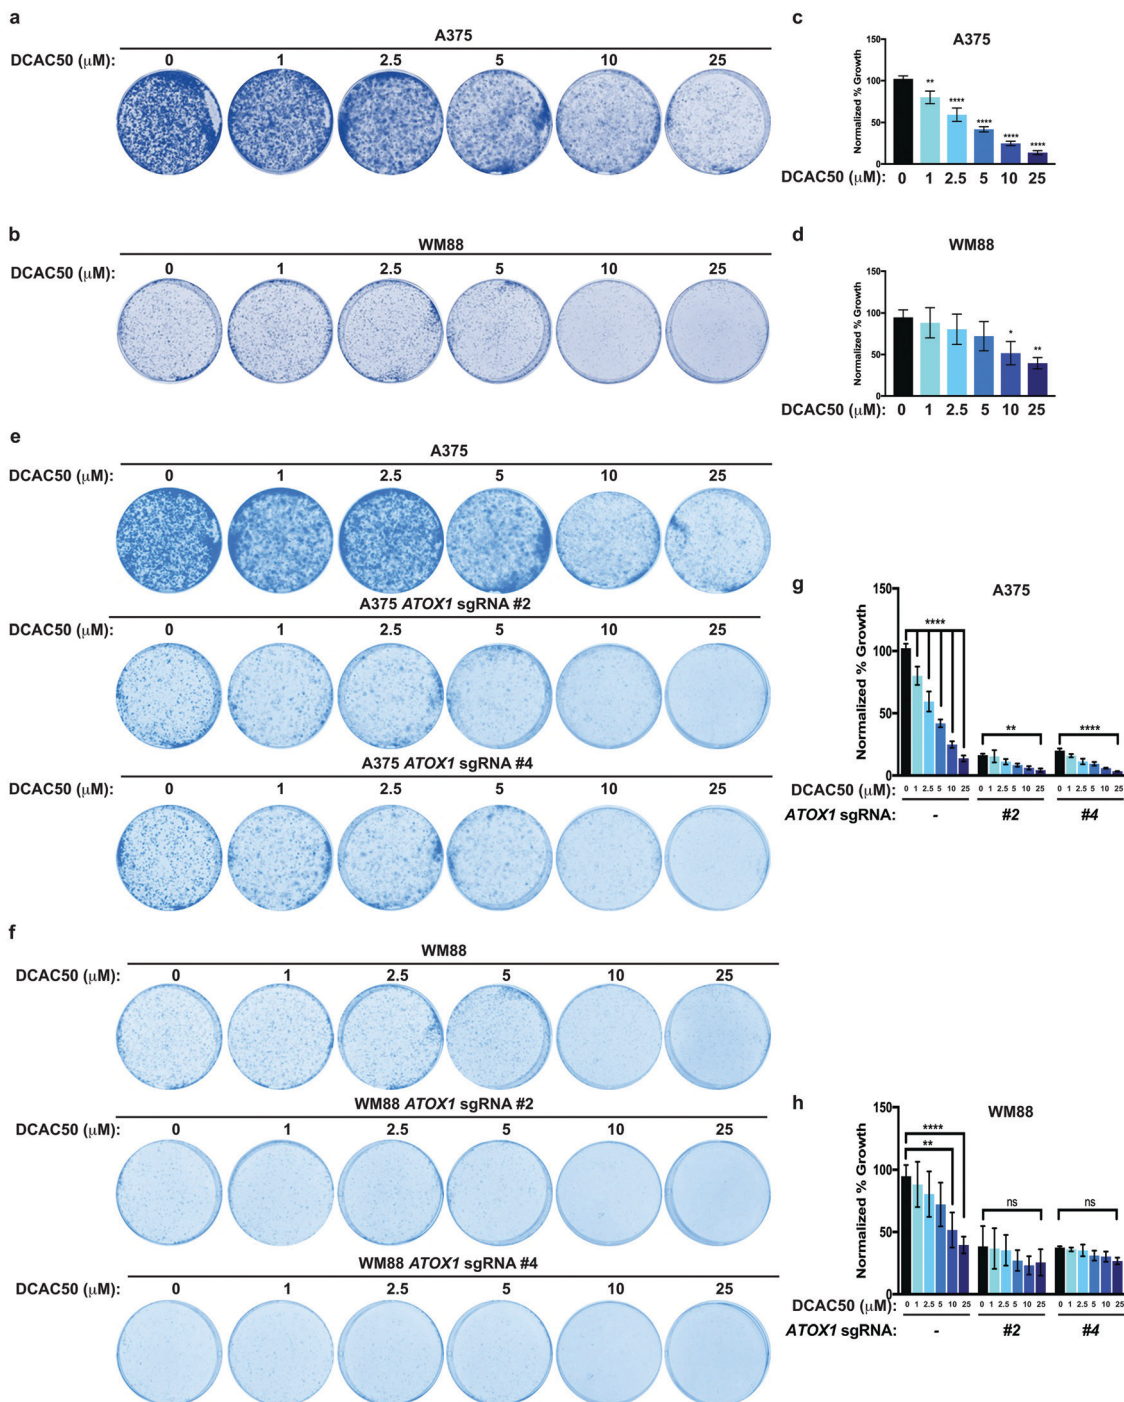 a
A375
DCAC50 (μM): 0 1 2.5 5 10 25
c
A375
Normalized % Growth
150
100
50
0
** **** **** **** ****
DCAC50 (μM): 0 1 2.5 5 10 25
b
WM88
DCAC50 (μM): 0 1 2.5 5 10 25
d
WM88
Normalized % Growth
150
100
50
0
* **
DCAC50 (μM): 0 1 2.5 5 10 25
e
A375
DCAC50 (μM): 0 1 2.5 5 10 25
A375 ATOX1 sgRNA #2
DCAC50 (μM): 0 1 2.5 5 10 25
A375 ATOX1 sgRNA #4
DCAC50 (μM): 0 1 2.5 5 10 25
g
A375
Normalized % Growth
150
100
50
0
**** ** ****
DCAC50 (μM): 0 1 2.5 5 10 25 0 1 2.5 5 10 25 0 1 2.5 5 10 25
ATOX1 sgRNA: - #2 #4
f
WM88
DCAC50 (μM): 0 1 2.5 5 10 25
WM88 ATOX1 sgRNA #2
DCAC50 (μM): 0 1 2.5 5 10 25
WM88 ATOX1 sgRNA #4
DCAC50 (μM): 0 1 2.5 5 10 25
h
WM88
Normalized % Growth
150
100
50
0
****
** ns ns
DCAC50 (μM): 0 1 2.5 5 10 25 0 1 2.5 5 10 25 0 1 2.5 5 10 25
ATOX1 sgRNA: - #2 #4